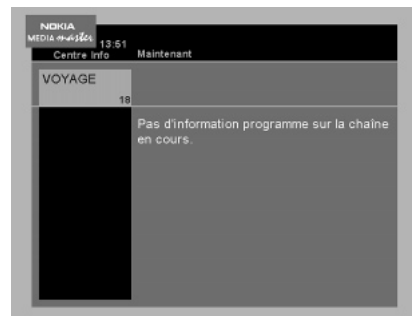 NOKIA
MEDIA master
13:51
Centre Info Maintenant
VOYAGE
18
Pas d'information programme sur la chaîne
en cours.